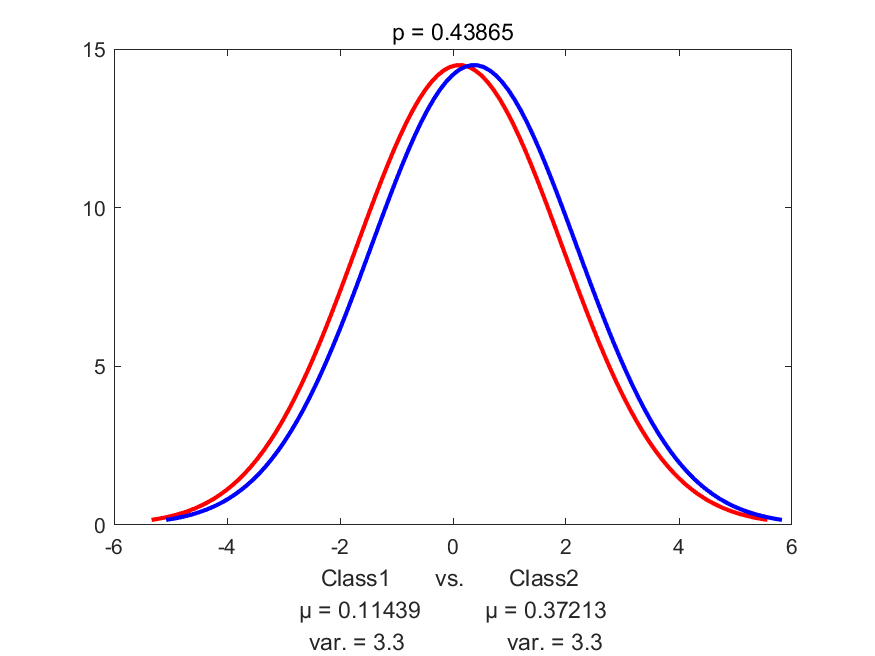 p = 0.43865
15
10
5
0
-6 -4 -2 0 2 4 6
Class1 vs. Class2
μ = 0.11439 μ = 0.37213
var. = 3.3 var. = 3.3